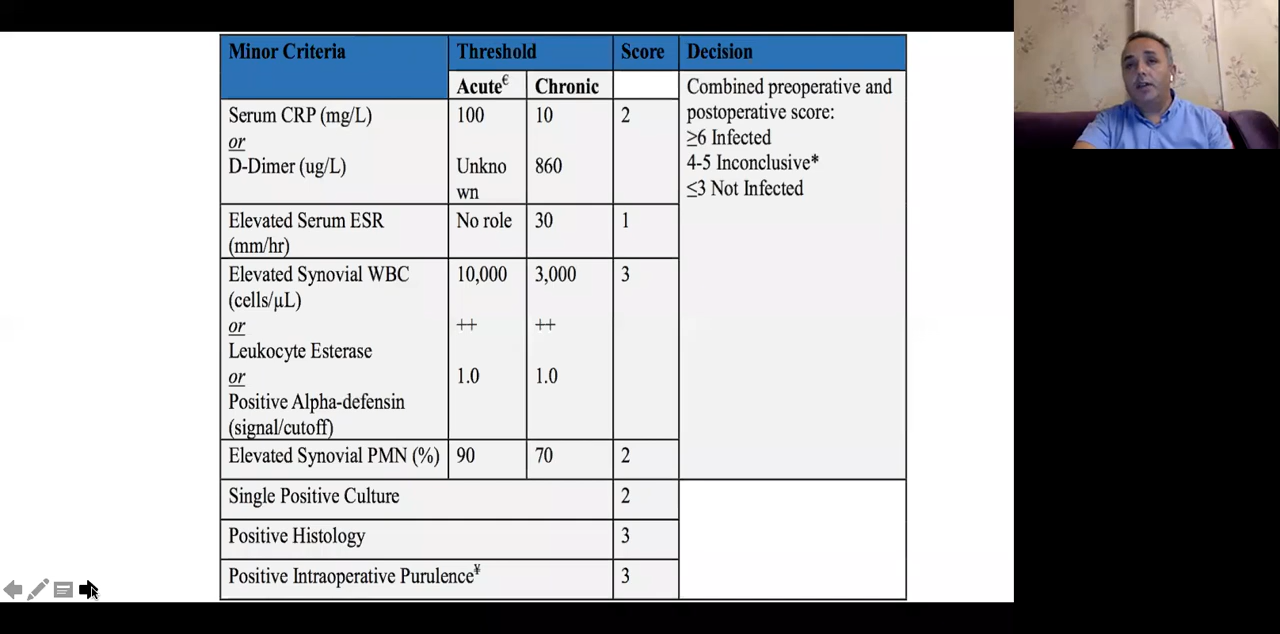 Minor Criteria Threshold Score Decision
Acute€ Chronic
Serum CRP (mg/L) 100 10 2
or
D-Dimer (ug/L) Unkno 860
wn
Combined preoperative and
postoperative score:
≥6 Infected
4-5 Inconclusive*
≤3 Not Infected
Elevated Serum ESR No role 30 1
(mm/hr)
Elevated Synovial WBC 10,000 3,000 3
(cells/μL)
or ++ ++
Leukocyte Esterase
or 1.0 1.0
Positive Alpha-defensin
(signal/cutoff)
Elevated Synovial PMN (%) 90 70 2
Single Positive Culture 2
Positive Histology 3
Positive Intraoperative Purulence¥ 3